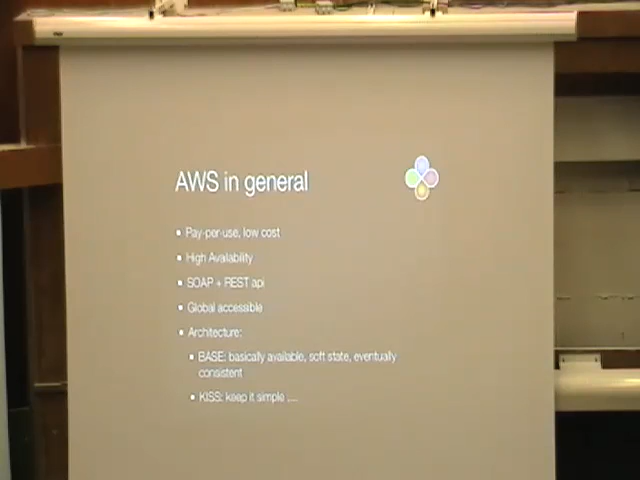 AWS in general
Pay-per-use, low cost
High Availability
SOAP + REST api
Global accessible
Architecture:
BASE: basically available, soft state, eventually
consistent
KISS: keep it simple ....